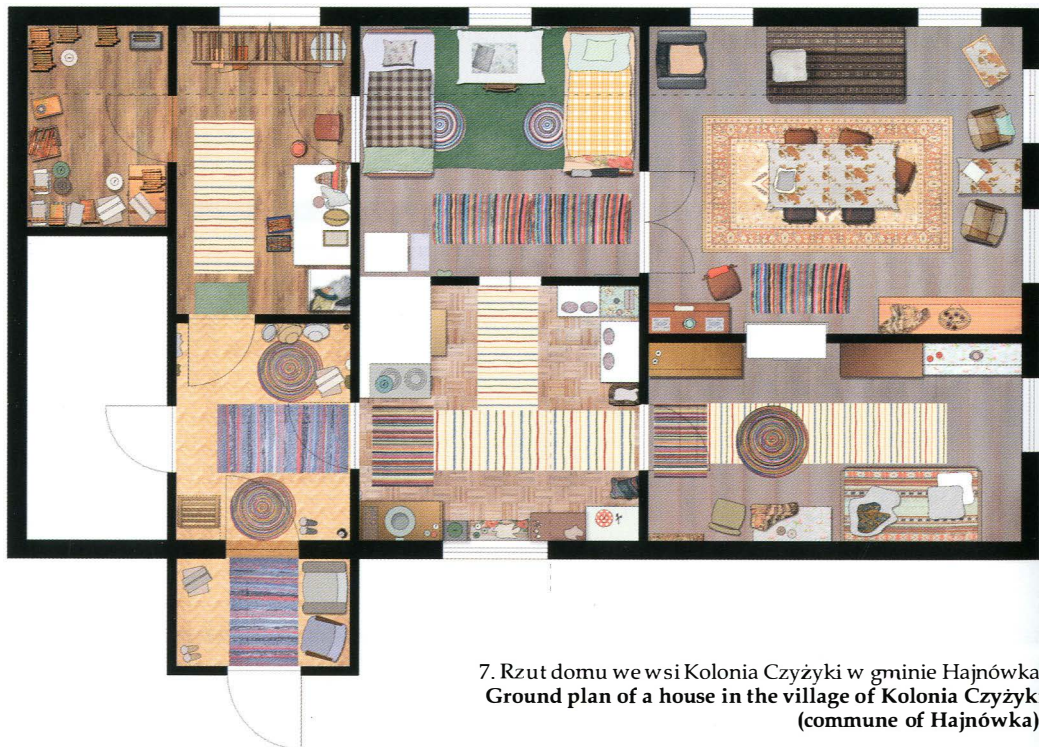 7. Rzut domu we wsi Kolonia Czyżyki w gminie Hajnówka
Ground plan of a house in the village of Kolonia Czyżyk
(commune of Hajnówka)